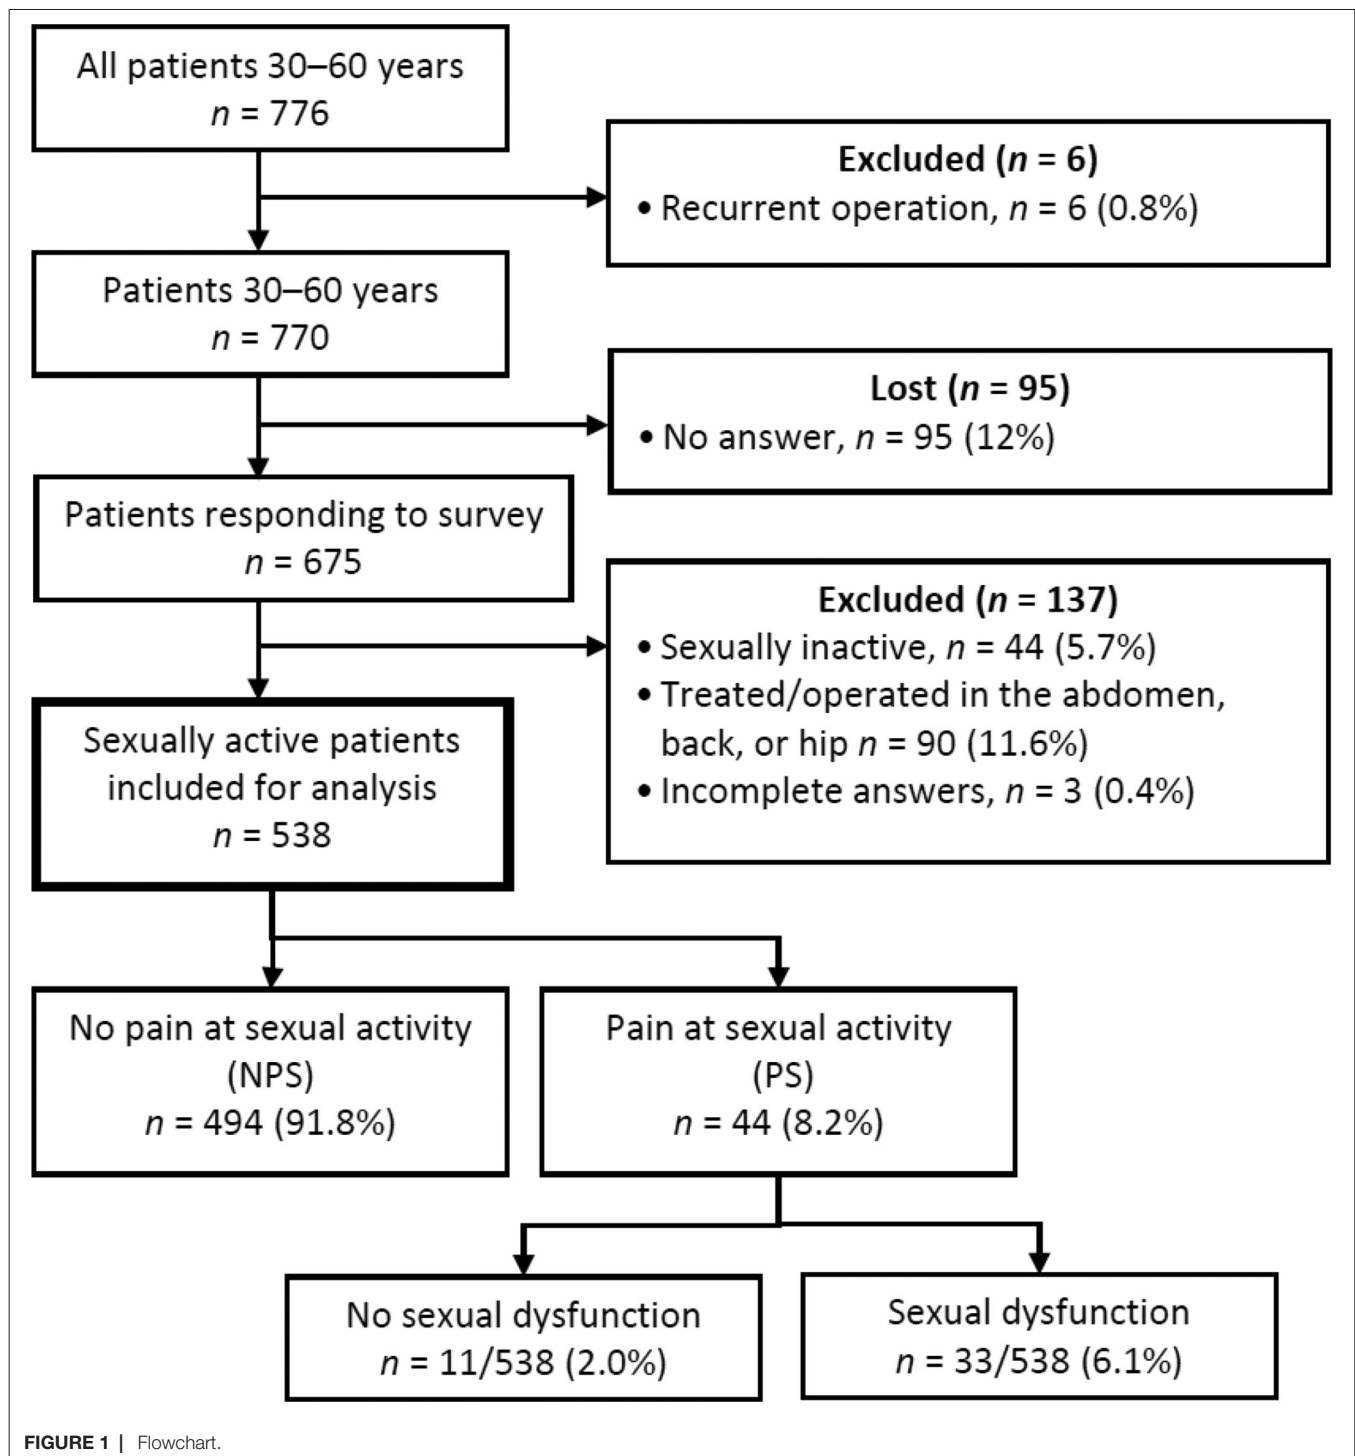 All patients 30–60 years
n = 776
Excluded (n = 6)
• Recurrent operation, n = 6 (0.8%)
Patients 30–60 years
n = 770
Lost (n = 95)
• No answer, n = 95 (12%)
Patients responding to survey
n = 675
Excluded (n = 137)
• Sexually inactive, n = 44 (5.7%)
• Treated/operated in the abdomen,
back, or hip n = 90 (11.6%)
• Incomplete answers, n = 3 (0.4%)
Sexually active patients
included for analysis
n = 538
No pain at sexual activity
(NPS)
n = 494 (91.8%)
Pain at sexual activity
(PS)
n = 44 (8.2%)
No sexual dysfunction
n = 11/538 (2.0%)
Sexual dysfunction
n = 33/538 (6.1%)
FIGURE 1 | Flowchart.